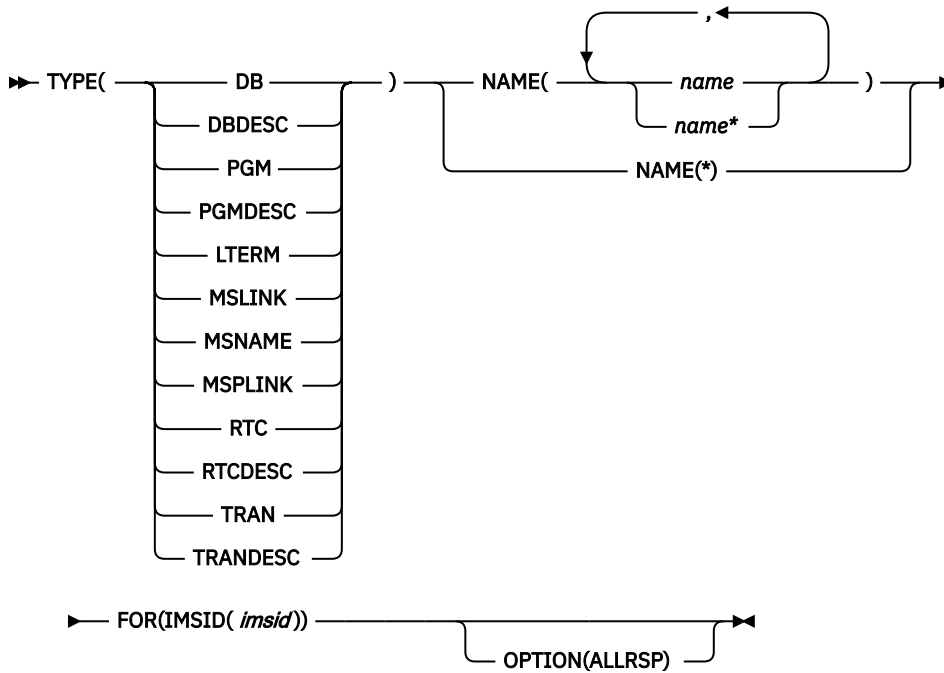 ,
TYPE( DB ) NAME( name )
DBDESC name*
PGM NAME(*)
PGMDESC
LTERM
MSLINK
MSNAME
MSPLINK
RTC
RTCDESC
TRAN
TRANDESC
FOR(IMSID( imsid ))
OPTION(ALLRSP)